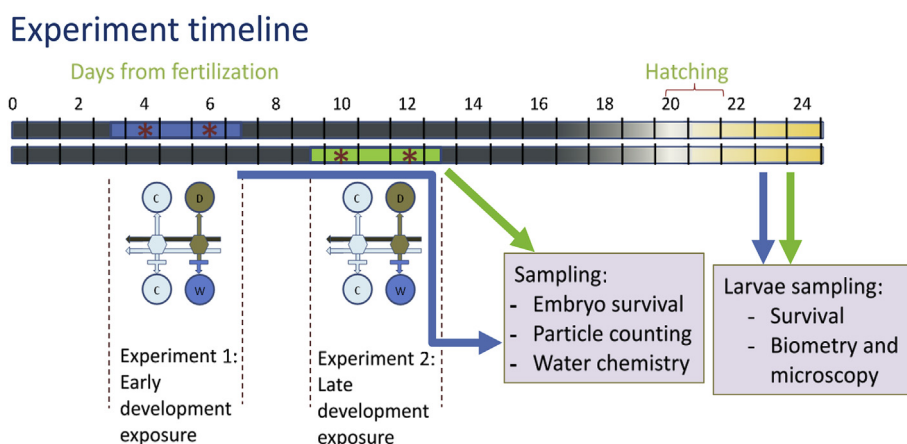 Experiment timeline
Days from fertilization
Hatching
0 2 4 6 8 10 12 14 16 18 20 22 24
* *
* *
C D
C W
C D
C W
Experiment 1:
Early
development
exposure
Experiment 2:
Late
development
exposure
Sampling:
- Embryo survival
- Particle counting
- Water chemistry
Larvae sampling:
- Survival
- Biometry and
microscopy